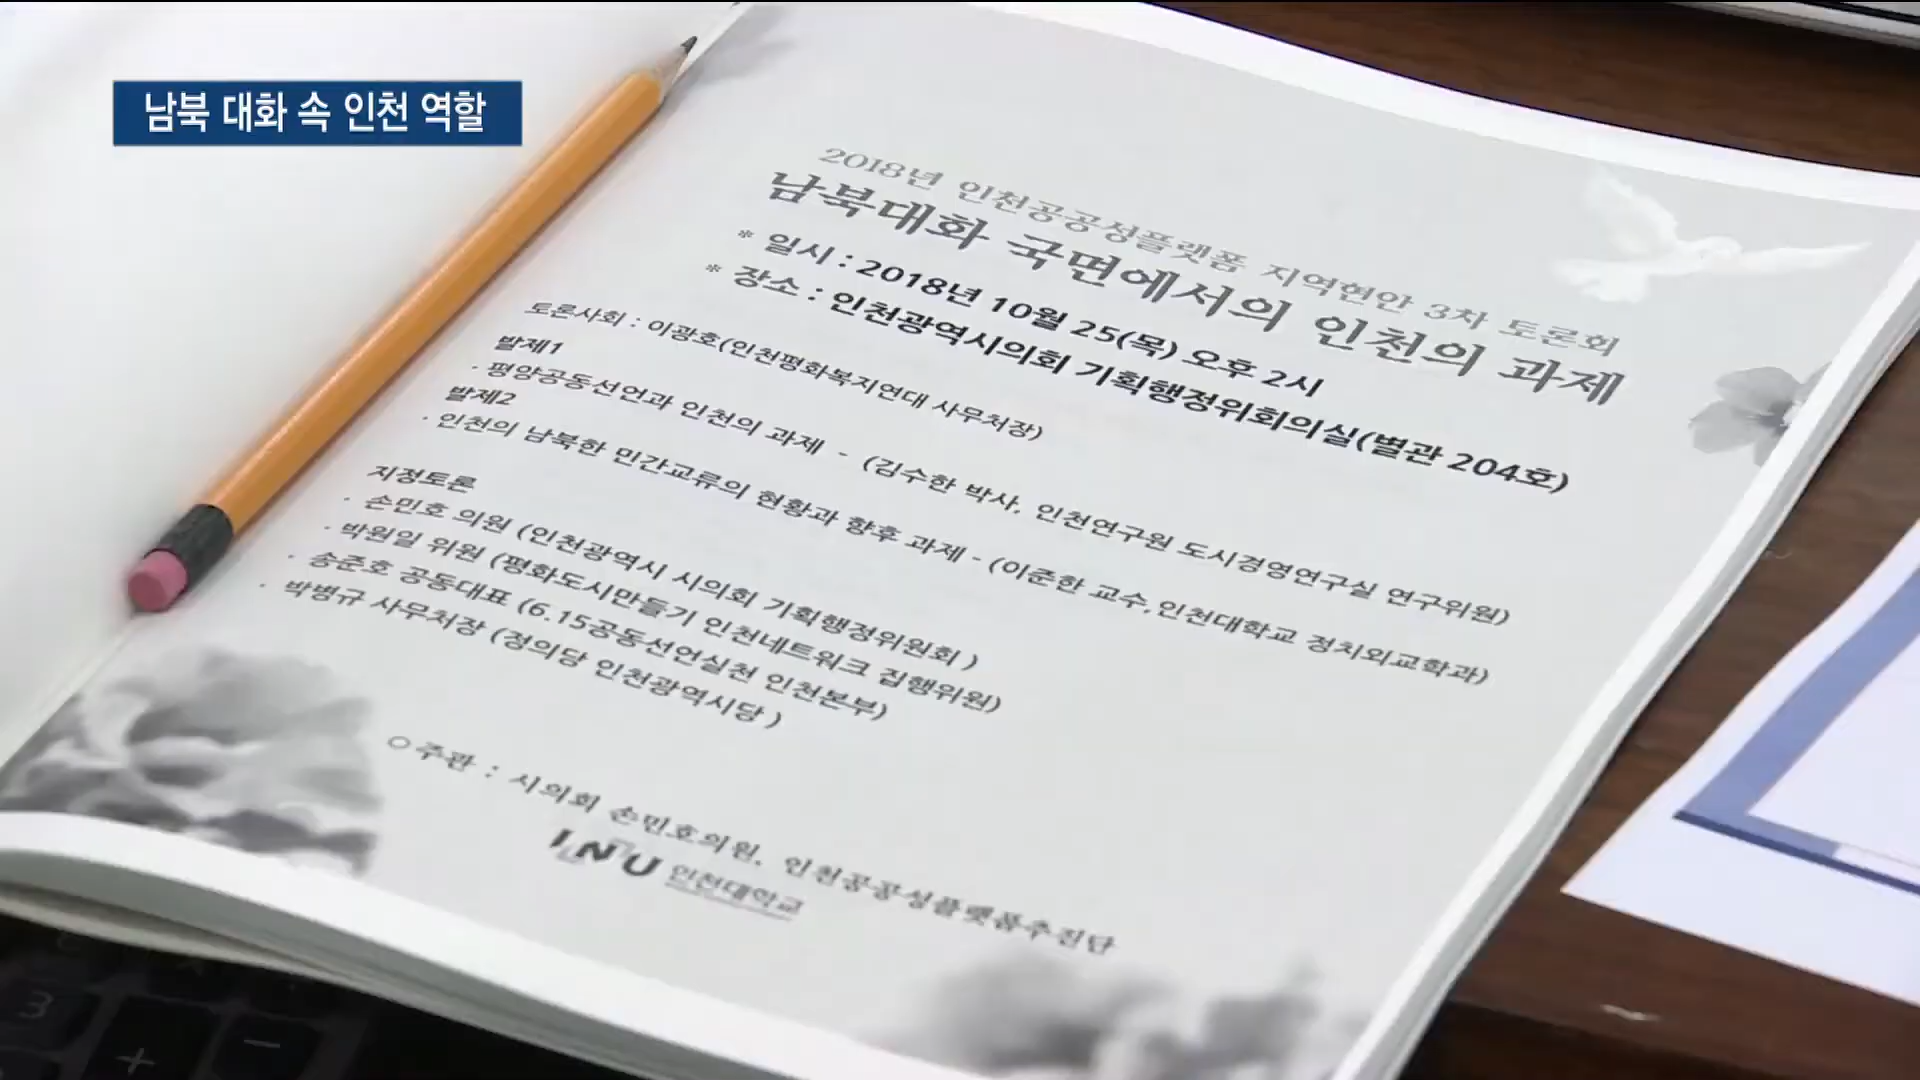 남북 대화 속 인천 역할
2018년 인천공공성플랫폼 지역현안 3차 토론회
남북대화 국면에서의 인천의 과제
* 일시 : 2018년 10월 25(목) 오후 2시
* 장소 : 인천광역시의회 기획행정위회의실(별관 204호)
토론사회 : 이광호(인천평화복지연대 사무처장)
발제1
· 평양공동선언과 인천의 과제 - (김수한 박사, 인천연구원 도시경영연구실 연구위원)
발제2
· 인천의 남북한 민간교류의 현황과 향후 과제 - (이준한 교수,인천대학교 정치외교학과)
지정토론
· 손민호 의원 (인천광역시 시의회 기획행정위원회 )
· 박원일 위원 (평화도시만들기 인천네트워크 집행위원)
· 송준호 공동대표 (6.15공동선언실천 인천본부)
· 박병규 사무처장 (정의당 인천광역시당 )
○ 주관 : 시의회 손민호의원, 인천공공성플랫폼추진단
INU 인천대학교
3
+
-